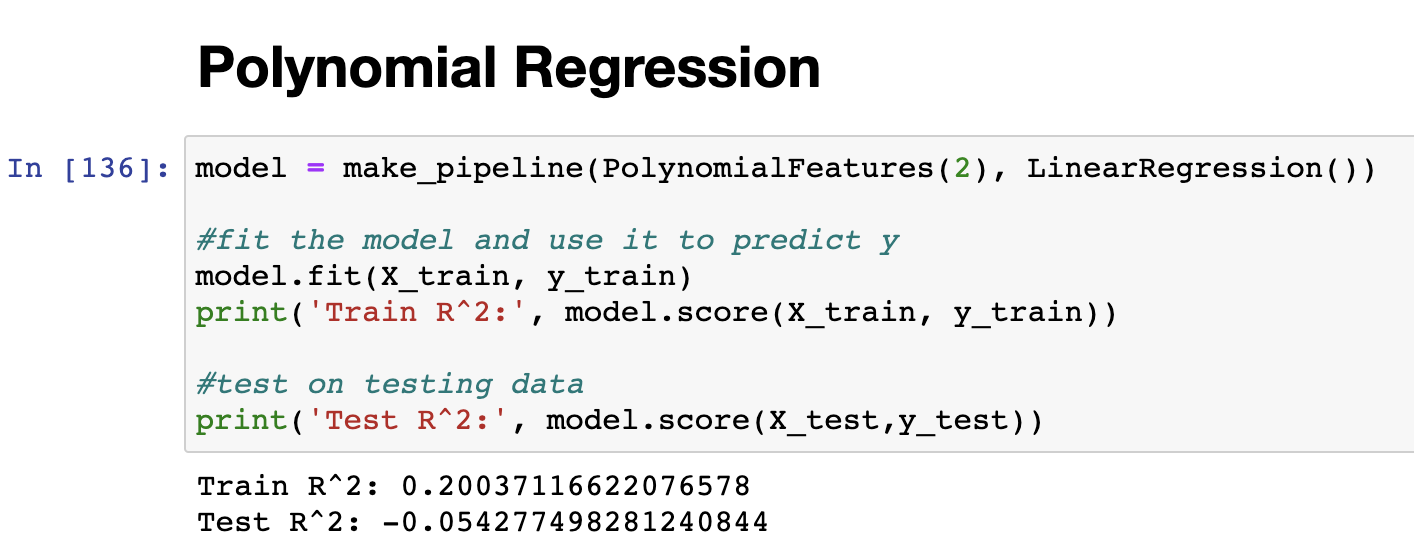 Polynomial Regression
In [136]: model = make_pipeline(PolynomialFeatures(2), LinearRegression())
#fit the model and use it to predict y
model.fit(X_train, y_train)
print('Train R^2:', model.score(X_train, y_train))
#test on testing data
print('Test R^2:', model.score(X_test,y_test))
Train R^2: 0.20037116622076578
Test R^2: -0.054277498281240844